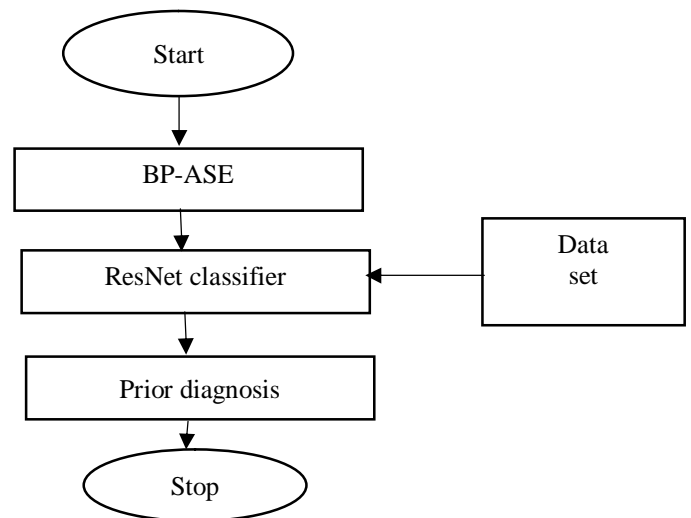 Start
BP-ASE
ResNet classifier
Data
set
Prior diagnosis
Stop